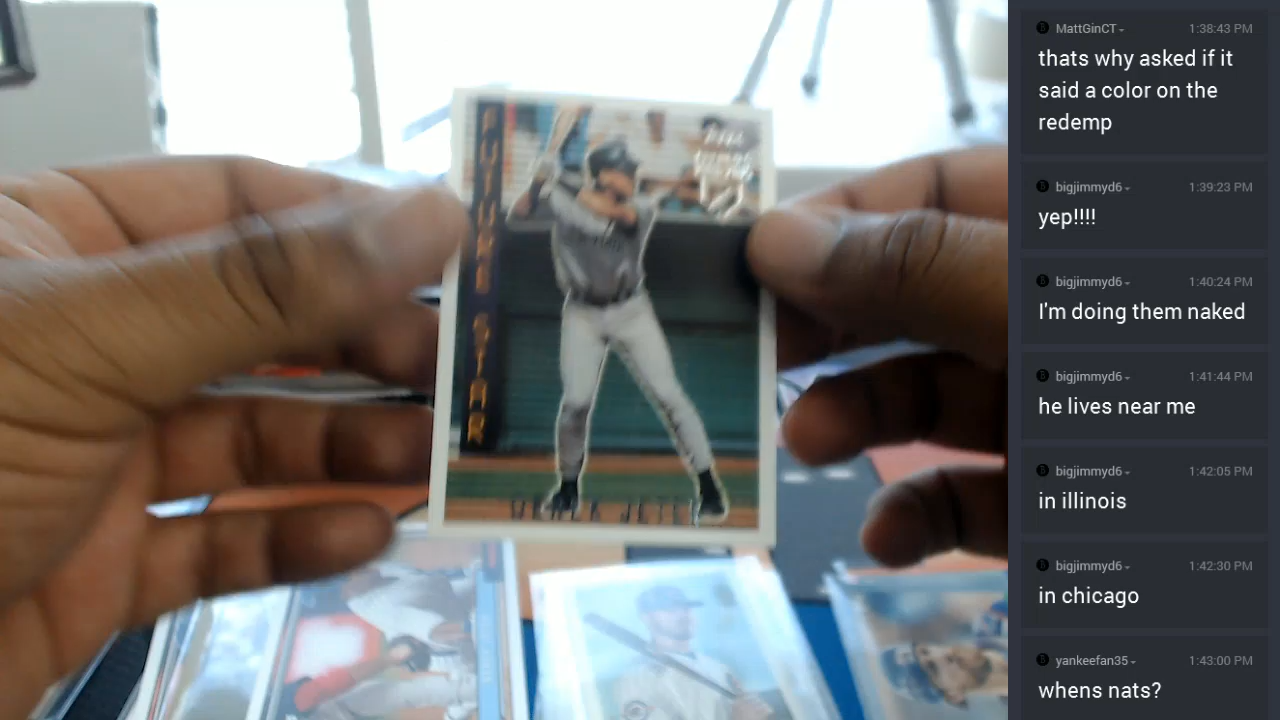 FUTURE STAR
DEREK JETER
MattGinCT
1:38:43 PM
thats why asked if it
said a color on the
redemp
bigjimmyd6
1:39:23 PM
yep!!!!
bigjimmyd6
1:40:24 PM
I'm doing them naked
bigjimmyd6
1:41:44 PM
he lives near me
bigjimmyd6
1:42:05 PM
in illinois
bigjimmyd6
1:42:30 PM
in chicago
yankeefan35
1:43:00 PM
whens nats?